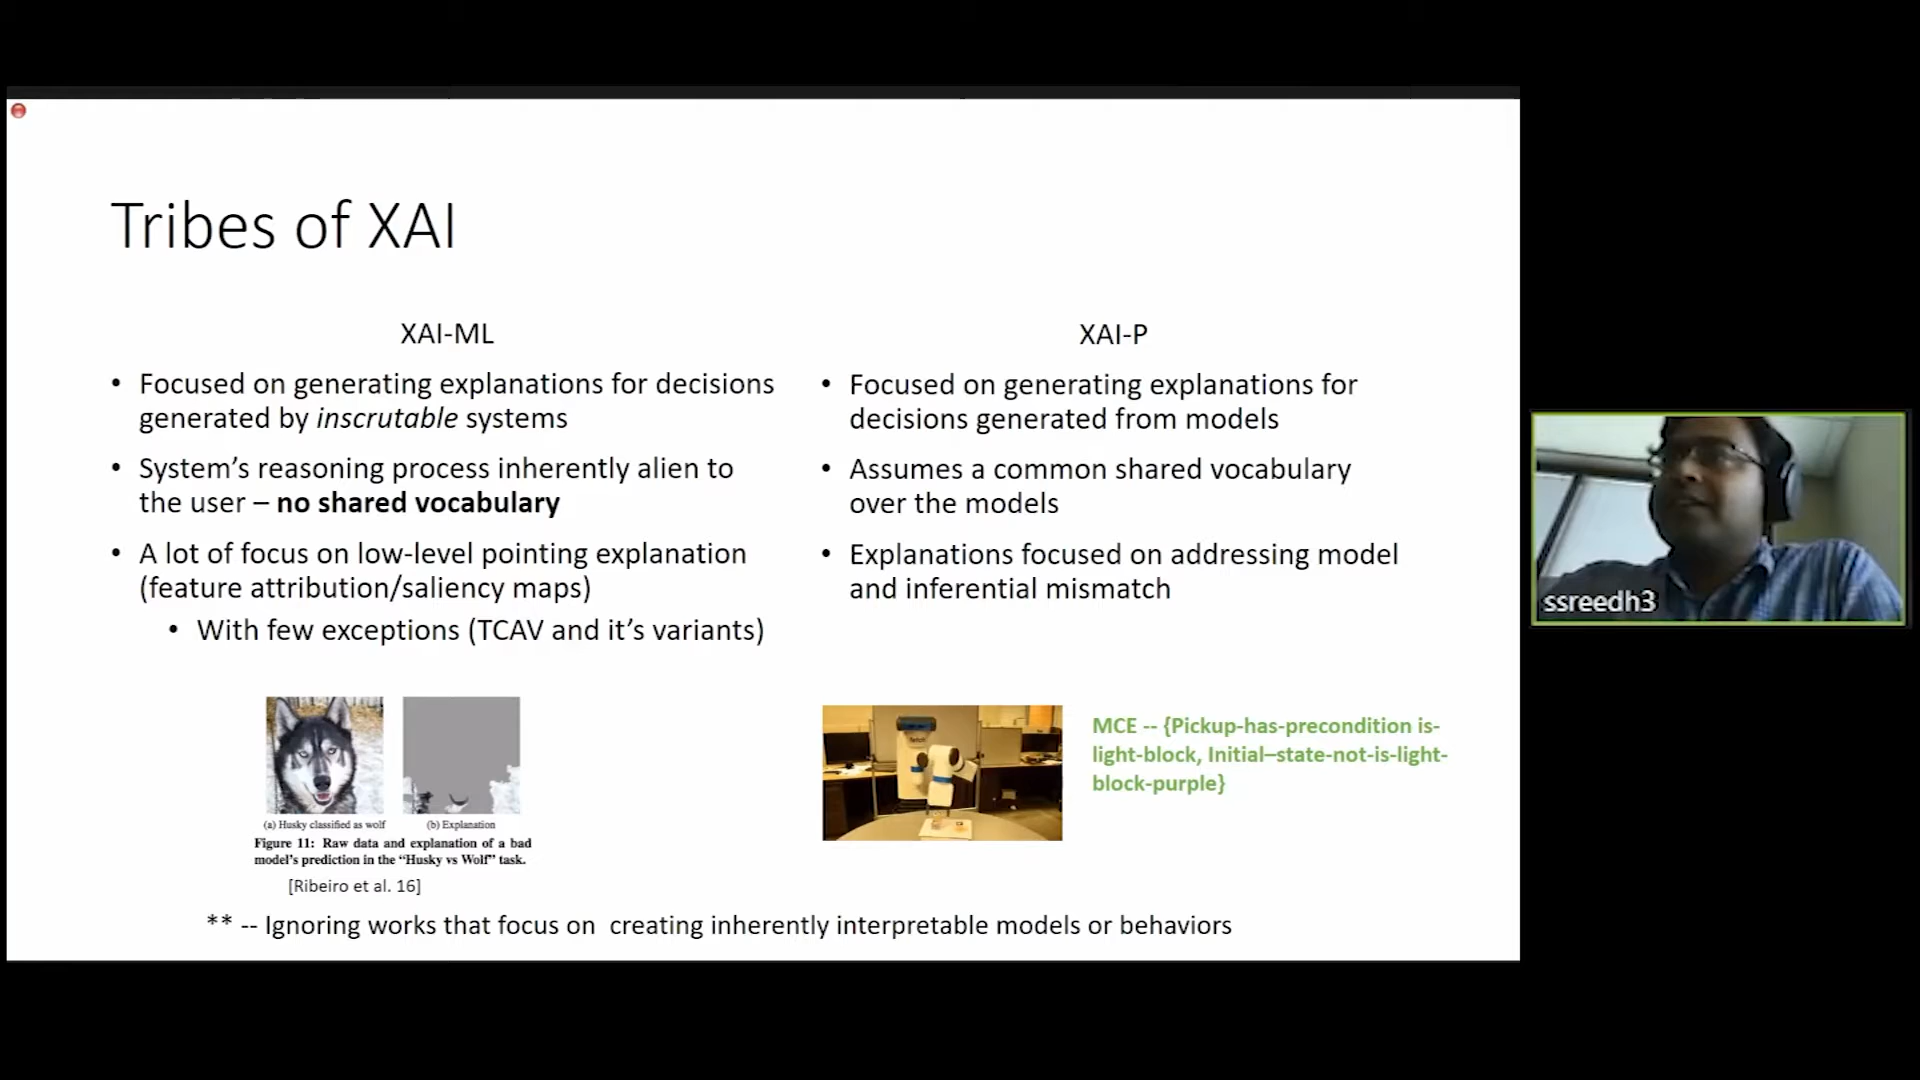 Tribes of XAI
XAI-ML
• Focused on generating explanations for decisions
generated by inscrutable systems
• System’s reasoning process inherently alien to
the user – no shared vocabulary
• A lot of focus on low-level pointing explanation
(feature attribution/saliency maps)
• With few exceptions (TCAV and it’s variants)
(a) Husky classified as wolf
(b) Explanation
Figure 11: Raw data and explanation of a bad
model’s prediction in the “Husky vs Wolf” task.
[Ribeiro et al. 16]
XAI-P
• Focused on generating explanations for
decisions generated from models
• Assumes a common shared vocabulary
over the models
• Explanations focused on addressing model
and inferential mismatch
fetch
MCE -- {Pickup-has-precondition is-
light-block, Initial–state-not-is-light-
block-purple}
** -- Ignoring works that focus on  creating inherently interpretable models or behaviors
ssreedh3